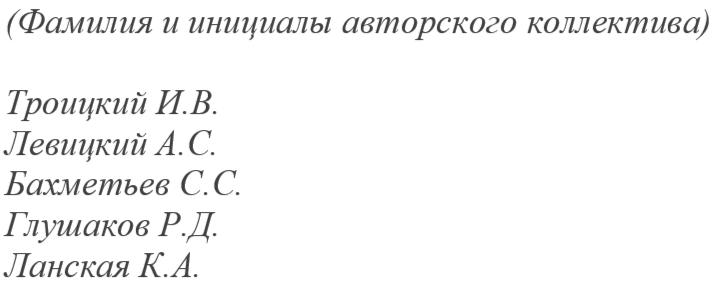 (Фамилия и инициалы авторского коллектива)
Троицкий И.В.
Левицкий А.С.
Бахметьев С.С.
Глушаков Р.Д.
Ланская К.А.